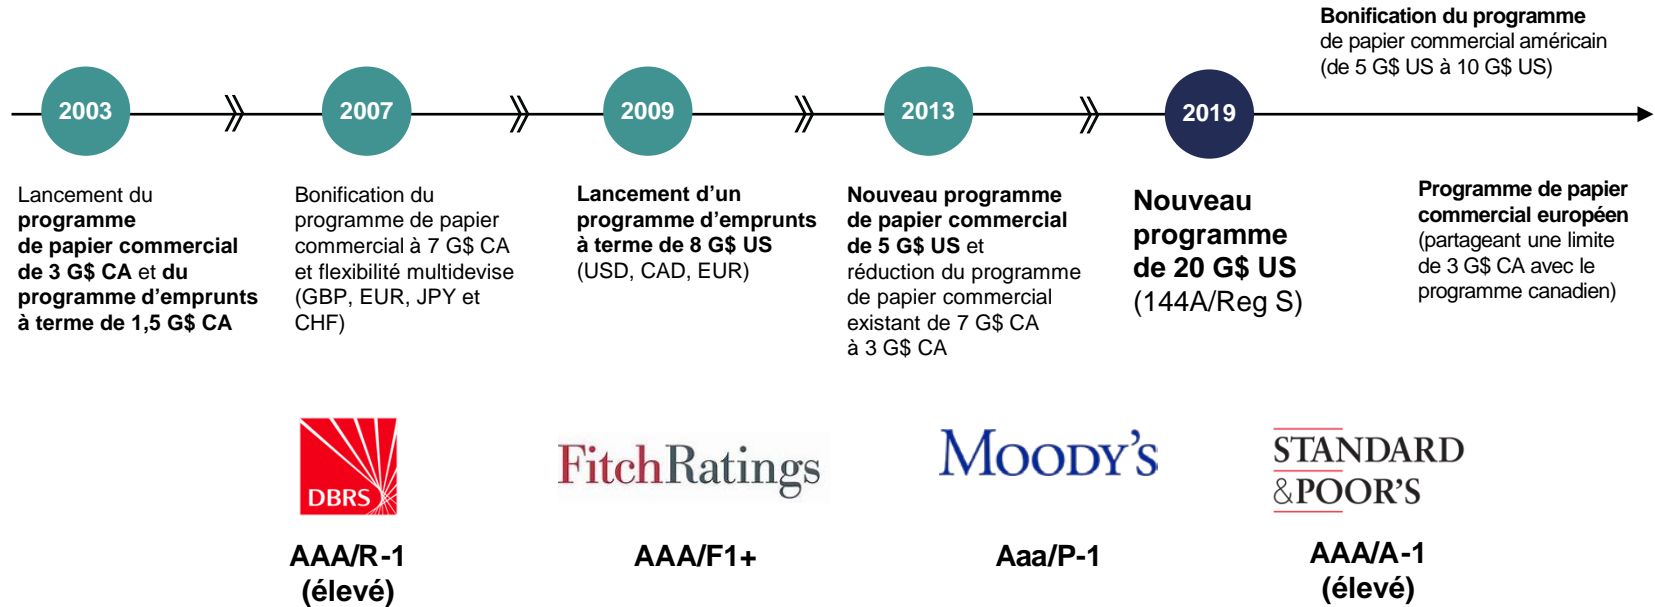 Bonification du programme
de papier commercial américain
(de 5 G$ US à 10 G$ US)
2003
2007
2009
2013
2019
Lancement du
programme
de papier commercial
de 3 G$ CA et du
programme d’emprunts
à terme de 1,5 G$ CA
Bonification du
programme de papier
commercial à 7 G$ CA
et flexibilité multidevise
(GBP, EUR, JPY et
CHF)
Lancement d’un
programme d’emprunts
à terme de 8 G$ US
(USD, CAD, EUR)
Nouveau programme
de papier commercial
de 5 G$ US et
réduction du programme
de papier commercial
existant de 7 G$ CA
à 3 G$ CA
Nouveau
programme
de 20 G$ US
(144A/Reg S)
Programme de papier
commercial européen
(partageant une limite
de 3 G$ CA avec le
programme canadien)
DBRS
FitchRatings
MOODY’S
STANDARD
&POOR’S
AAA/R-1
(élevé)
AAA/F1+
Aaa/P-1
AAA/A-1
(élevé)